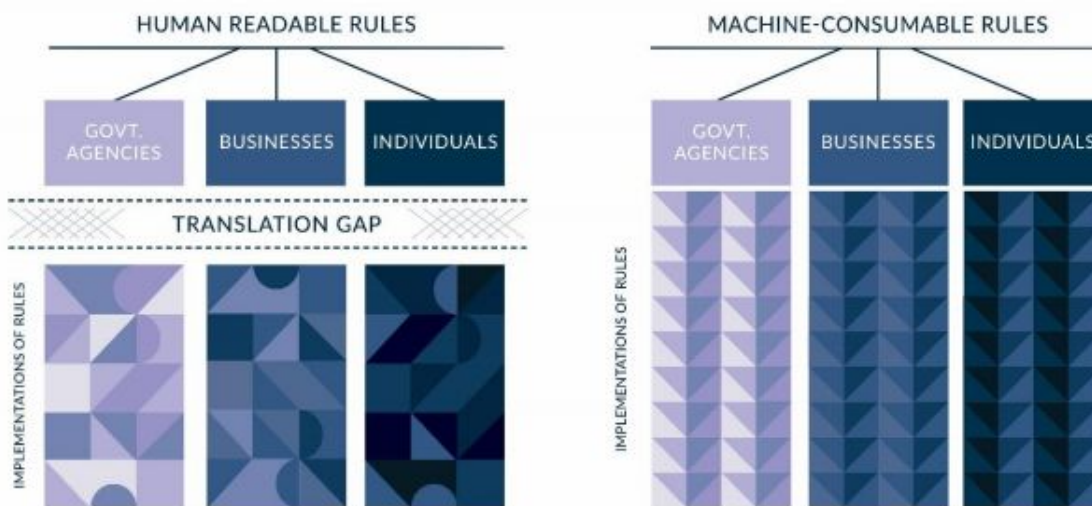 HUMAN READABLE RULES
GOVT.
AGENCIES
BUSINESSES
INDIVIDUALS
TRANSLATION GAP
IMPLEMENTATIONS OF RULES
MACHINE-CONSUMABLE RULES
GOVT.
AGENCIES
BUSINESSES
INDIVIDUALS
IMPLEMENTATIONS OF RULES